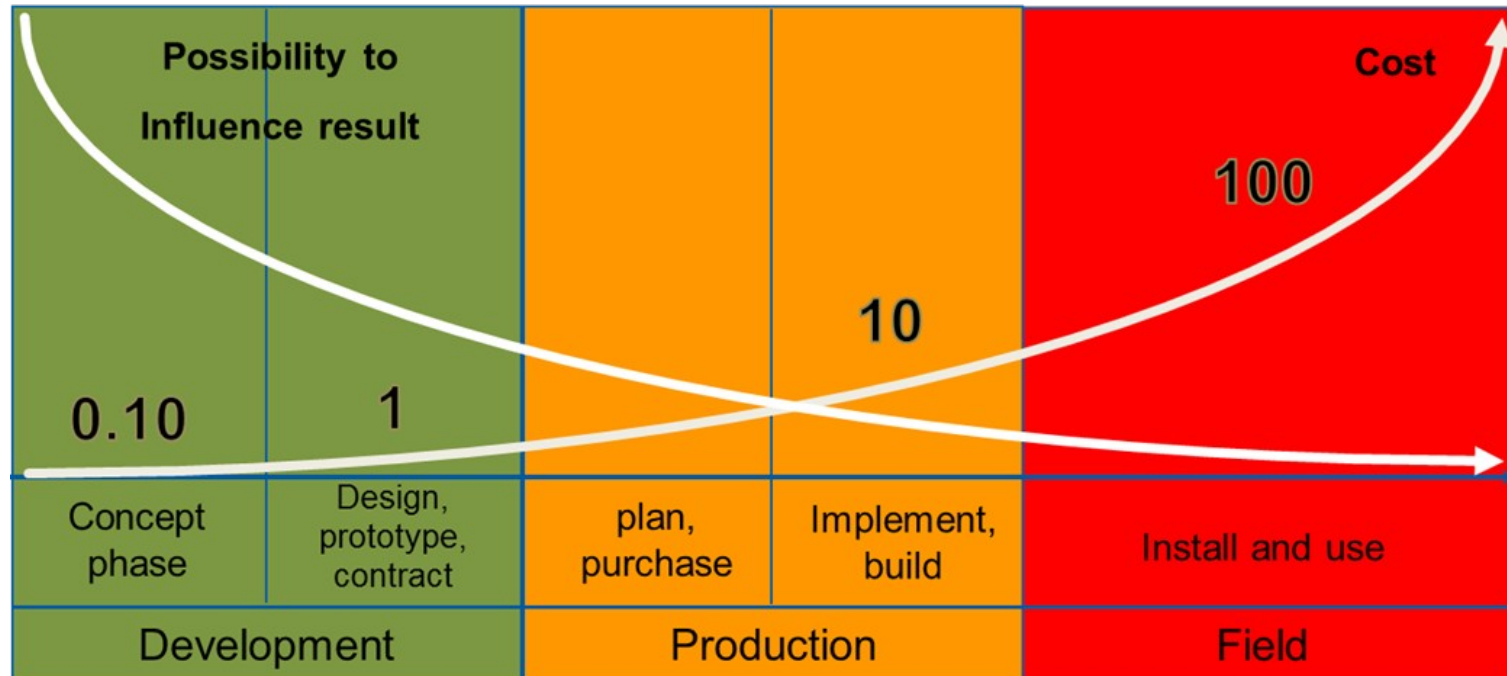 Possibility to
Influence result
Cost
100
10
0.10
1
Concept
phase
Design,
prototype,
contract
plan,
purchase
Implement,
build
Install and use
Development
Production
Field